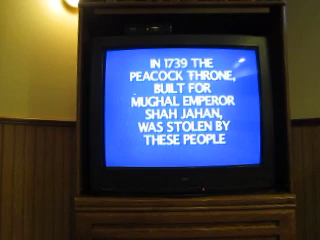 IN 1739 THE
PEACOCK THRONE,
BUILT FOR
MUGHAL EMPEROR
SHAH JAHAN,
WAS STOLEN BY
THESE PEOPLE